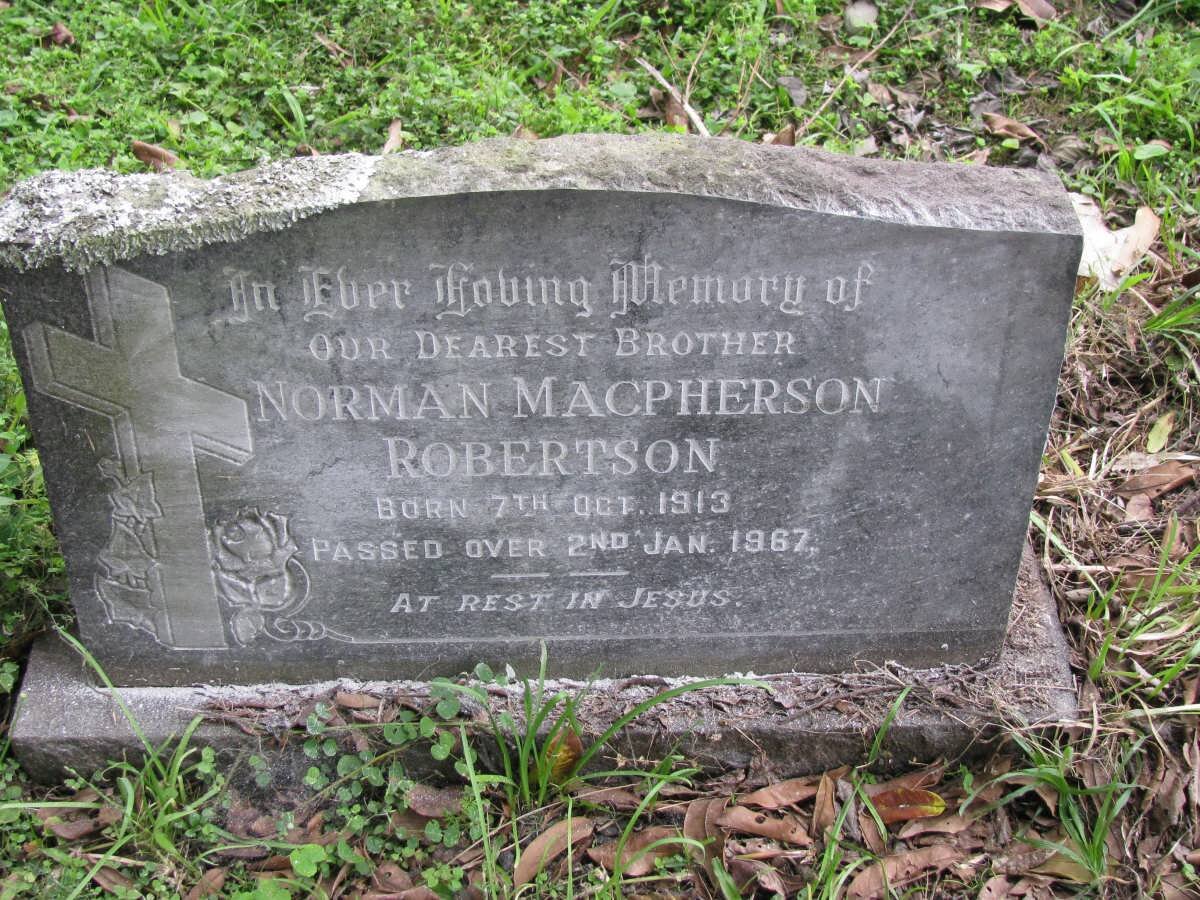 In Ever Loving Memory of
OUR DEAREST BROTHER
NORMAN MACPHERSON
ROBERTSON
BORN 7TH OCT. 1913
PASSED OVER 2ND JAN. 1967.
AT REST IN JESUS.